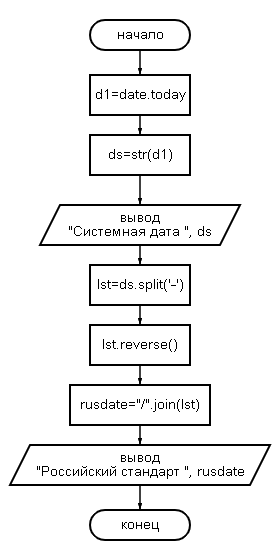 начало
d1=date.today
ds=str(d1)
вывод
"Системная дата ", ds
lst=ds.split('-')
lst.reverse()
rusdate="/".join(lst)
вывод
"Российский стандарт ", rusdate
конец